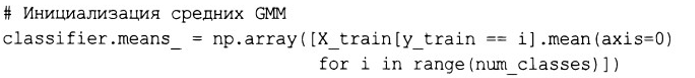 # Инициализация средних GMM
classifier.means_ = np.array([X_train[y_train == i].mean(axis=0)
for i in range(num_classes)])